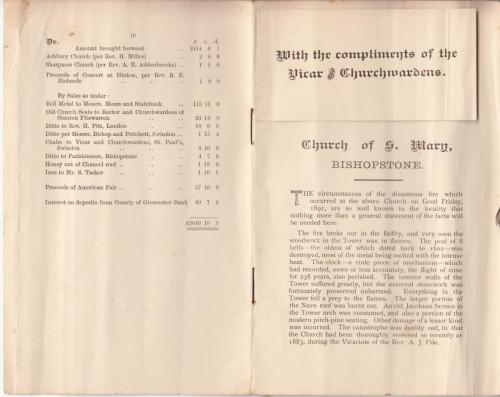 10
Dr. £ s. d.
Amount brought forward .. 2414 8 7
Ashbury Church (per Rev. H. Miller) .. 2 0 0
Sharpness Church (per Rev. A. E. Addenbrooke) .. 1 1 0
Proceeds of Concert at Hinton, per Rev. R. E.
Richards .. .. .. 1 0 0
By Sales as under:
Bell Metal to Messrs. Mears and Stainbank .. 115 11 0
Old Church Seats to Rector and Churchwardens of
Stanton Fitzwarren .. .. 23 10 0
Ditto to Rev. H. Pitt, London .. 10 0 0
Ditto per Messrs. Bishop and Pritchett, Swindon .. 1 15 6
Chairs to Vicar and Churchwardens, St. Paul's,
Swindon .. .. .. 4 10 0
Ditto to Parishioners, Bishopstone .. 4 7 0
Honey out of Chancel roof .. .. 1 10 0
Iron to Mr. S. Tasker .. .. 1 10 0
Proceeds of American Fair .. .. 37 10 0
Interest on deposits from County of Gloucester Bank 40 7 2
With the compliments of the
Vicar & Churchwardens.
Church of S. Mary,
BISHOPSTONE.
THE circumstances of the disastrous fire which
occurred at the above Church on Good Friday,
1891, are so well known in the locality that
nothing more than a general statement of the facts will
be needed here.
The fire broke out in the Belfry, and very soon the
woodwork in the Tower was in flames. The peal of 8
bells—the oldest of which dated back to 1602—was
destroyed, most of the metal being melted with the intense
heat. The clock—a rude piece of mechanism—which
had recorded, more or less accurately, the flight of time
for 238 years, also perished. The interior walls of the
Tower suffered greatly, but the external stonework was
fortunately preserved unharmed. Everything in the
Tower fell a prey to the flames. The larger portion of
the Nave roof was burnt out. An old Jacobean Screen in
the Tower arch was consumed, and also a portion of the
modern pitch-pine seating. Other damage of a lesser kind
was incurred. The catastrophe was doubly sad, in that
the Church had been thoroughly restored so recently as
1883, during the Vicariate of the Rev. A. J. Pile.